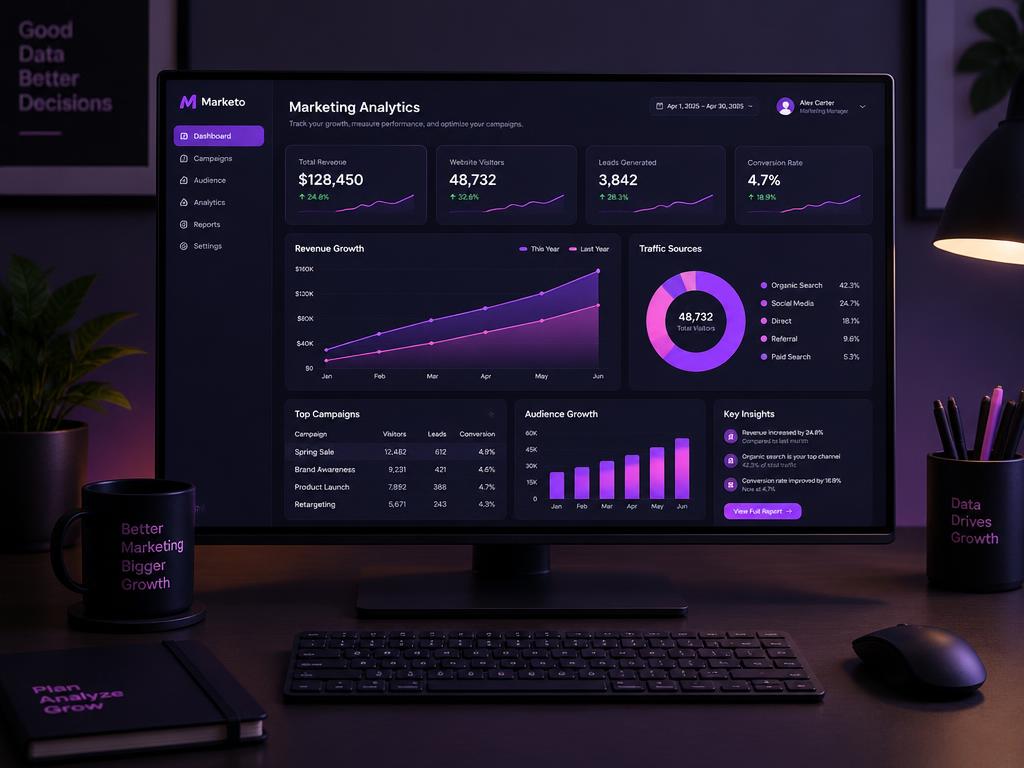 Good
Data
Better
Decisions
Marketo
Dashboard
Campaigns
Audience
Analytics
Reports
Settings
Marketing Analytics
Track your growth, measure performance, and optimize your campaigns.
Apr 1, 2025 – Apr 30, 2025
Alex Carter
Marketing Manager
Total Revenue
$128,450
↑ 24.8%
Website Visitors
48,732
↑ 32.6%
Leads Generated
3,842
↑ 28.3%
Conversion Rate
4.7%
↑ 18.9%
Revenue Growth
This Year
Last Year
$160K
$80K
$40K
$0
Jan Feb Mar Apr May Jun
Traffic Sources
48,732
Total Visitors
Organic Search 42.3%
Social Media 24.7%
Direct 18.1%
Referral 9.6%
Paid Search 5.3%
Top Campaigns
Campaign Visitors Leads Conversion
Spring Sale 12,482 612 4.9%
Brand Awareness 9,231 421 4.6%
Product Launch 7,892 368 4.7%
Retargeting 5,671 243 4.3%
Audience Growth
60K
45K
30K
15K
0
Jan Feb Mar Apr May Jun
Key Insights
Revenue increased by 24.8%
Compared to last month
Organic search is your top channel
42.3% of total traffic
Conversion rate improved by 18.9%
Now at 4.7%
View Full Report →
Better
Marketing
Bigger
Growth
Data
Drives
Growth
Plan
Analyze
Grow